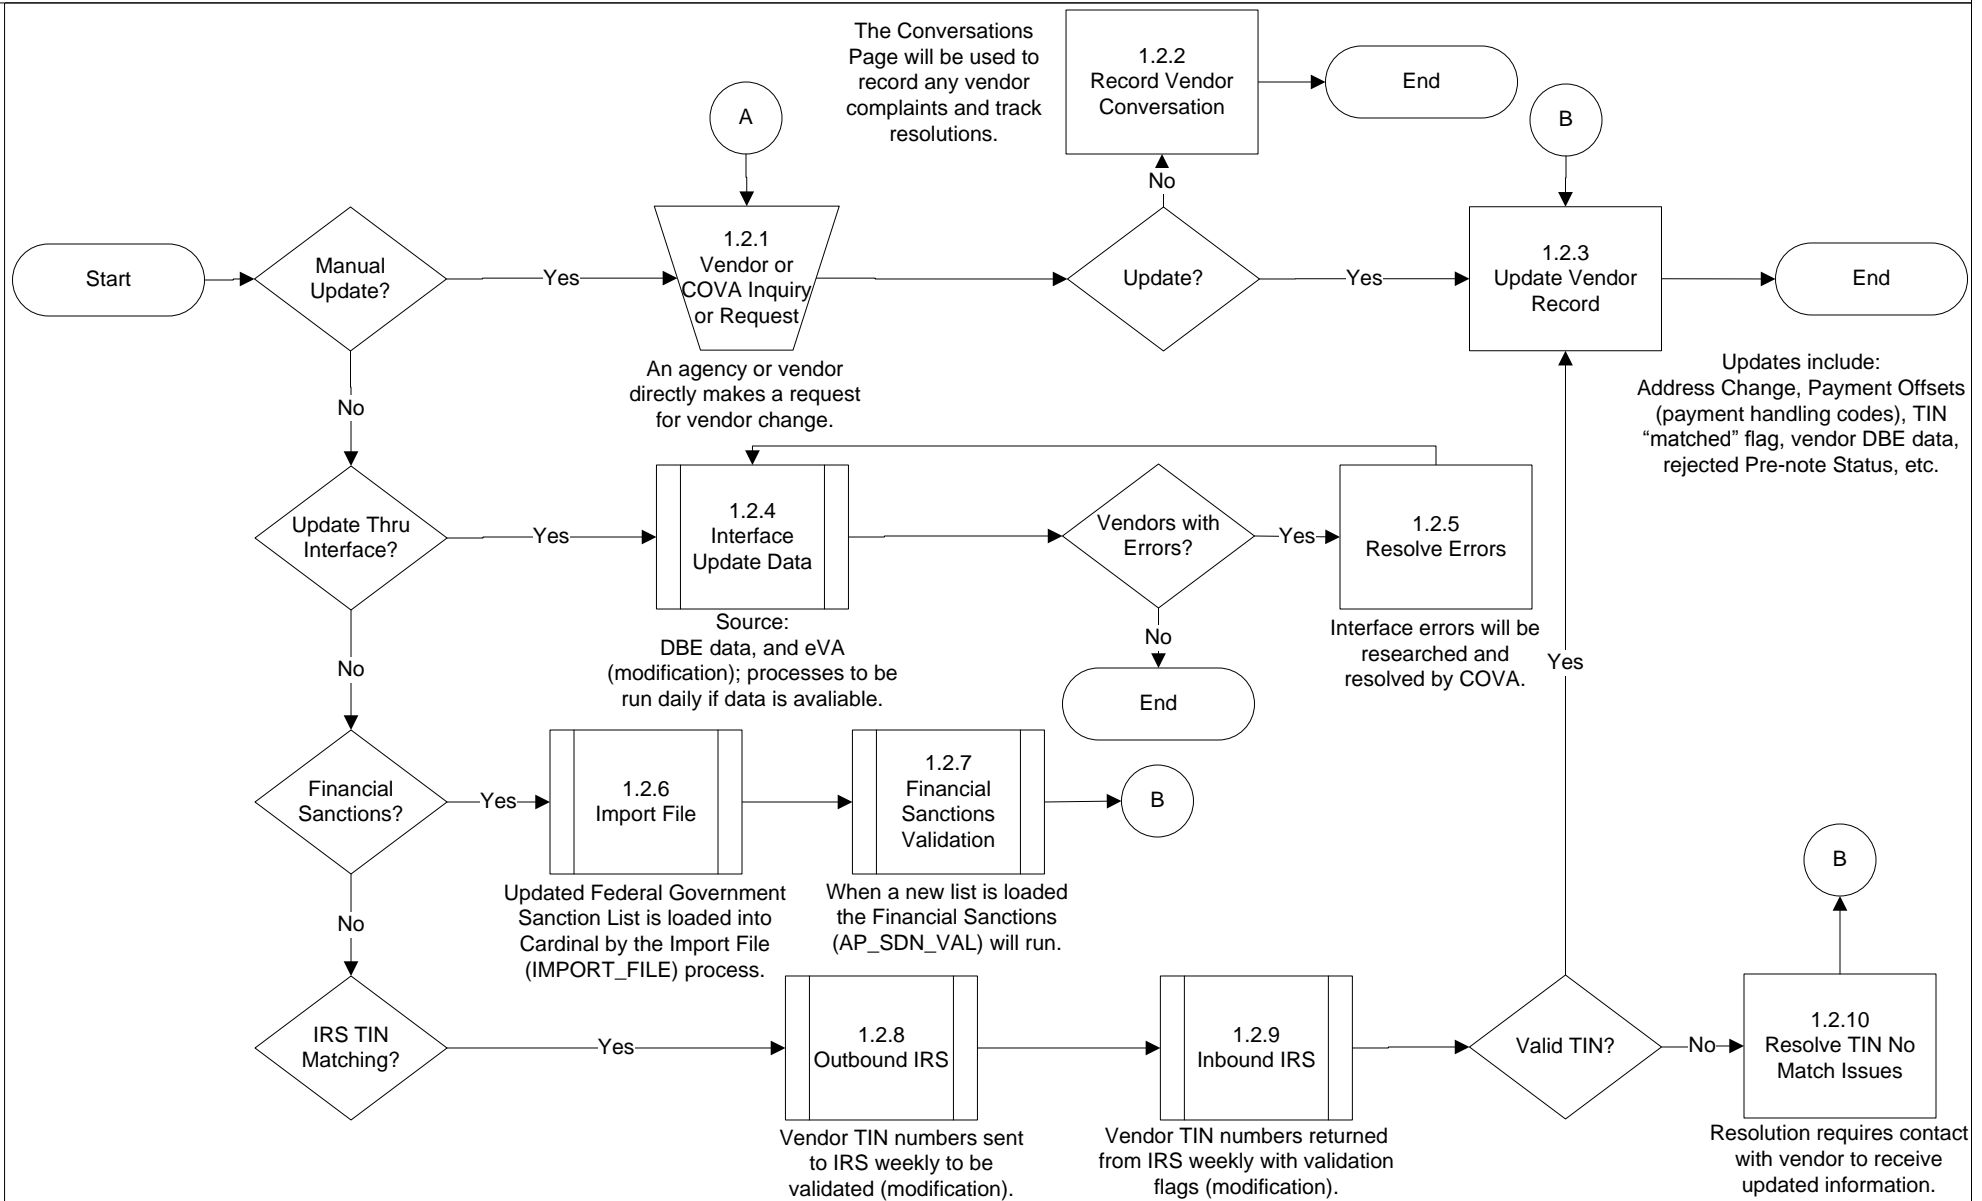 The Conversations
Page will be used to
record any vendor
complaints and track
resolutions.
1.2.2
Record Vendor
Conversation
End
A
B
Start
Manual
Update?
Yes
1.2.1
Vendor or
COVA Inquiry
or Request
An agency or vendor
directly makes a request
for vendor change.
Update?
No
Yes
1.2.3
Update Vendor
Record
End
Updates include:
Address Change, Payment Offsets
(payment handling codes), TIN
“matched” flag, vendor DBE data,
rejected Pre-note Status, etc.
No
Update Thru
Interface?
Yes
1.2.4
Interface
Update Data
Source:
DBE data, and eVA
(modification); processes to be
run daily if data is avaliable.
Vendors with
Errors?
Yes
1.2.5
Resolve Errors
Interface errors will be
researched and
resolved by COVA.
No
End
Yes
No
Financial
Sanctions?
Yes
1.2.6
Import File
Updated Federal Government
Sanction List is loaded into
Cardinal by the Import File
(IMPORT_FILE) process.
1.2.7
Financial
Sanctions
Validation
When a new list is loaded
the Financial Sanctions
(AP_SDN_VAL) will run.
B
No
IRS TIN
Matching?
Yes
1.2.8
Outbound IRS
Vendor TIN numbers sent
to IRS weekly to be
validated (modification).
1.2.9
Inbound IRS
Vendor TIN numbers returned
from IRS weekly with validation
flags (modification).
Valid TIN?
No
B
1.2.10
Resolve TIN No
Match Issues
Resolution requires contact
with vendor to receive
updated information.